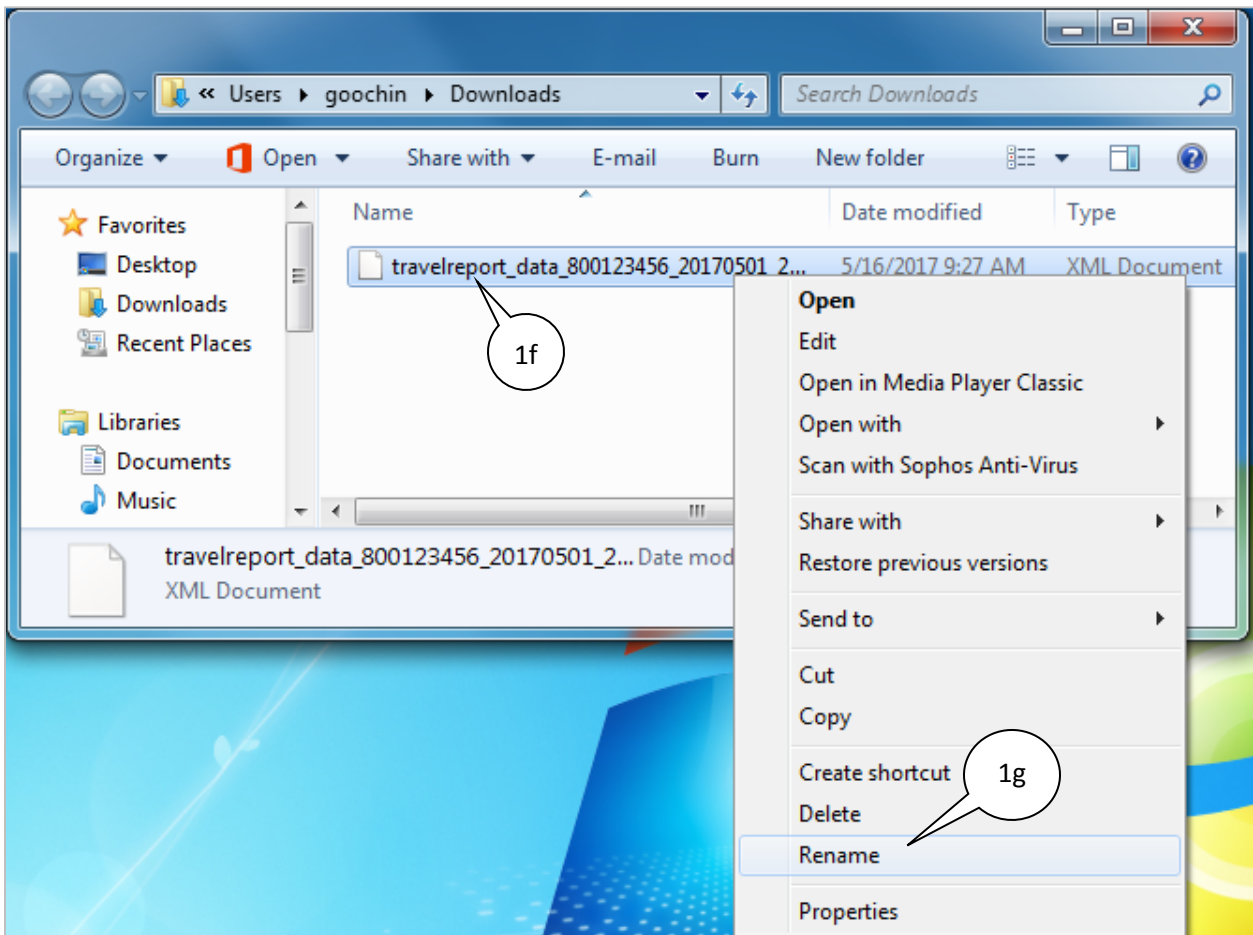 « Users ▸ goochin ▸ Downloads
Search Downloads
Organize Open Share with E-mail Burn New folder
Favorites
Desktop
Downloads
Recent Places
Libraries
Documents
Music
Name Date modified Type
travelreport_data_800123456_20170501_2... 5/16/2017 9:27 AM XML Document
1f
travelreport_data_800123456_20170501_2... Date mod
XML Document
Open
Edit
Open in Media Player Classic
Open with
Scan with Sophos Anti-Virus
Share with
Restore previous versions
Send to
Cut
Copy
Create shortcut
1g
Delete
Rename
Properties